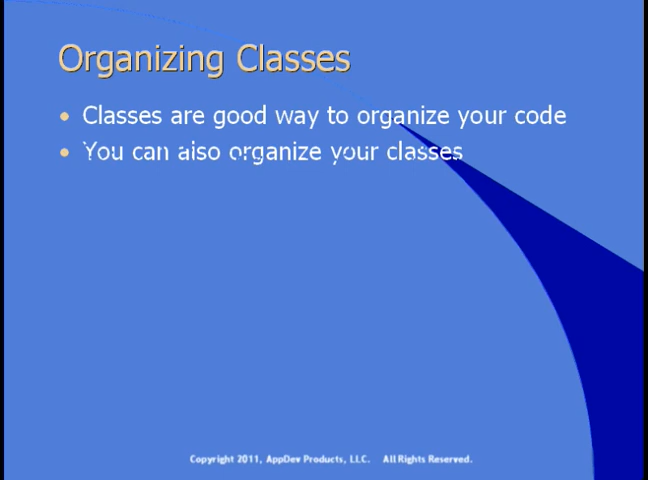 Organizing Classes
• Classes are good way to organize your code
• You can also organize your classes
Copyright 2011, AppDev Products, LLC. All Rights Reserved.